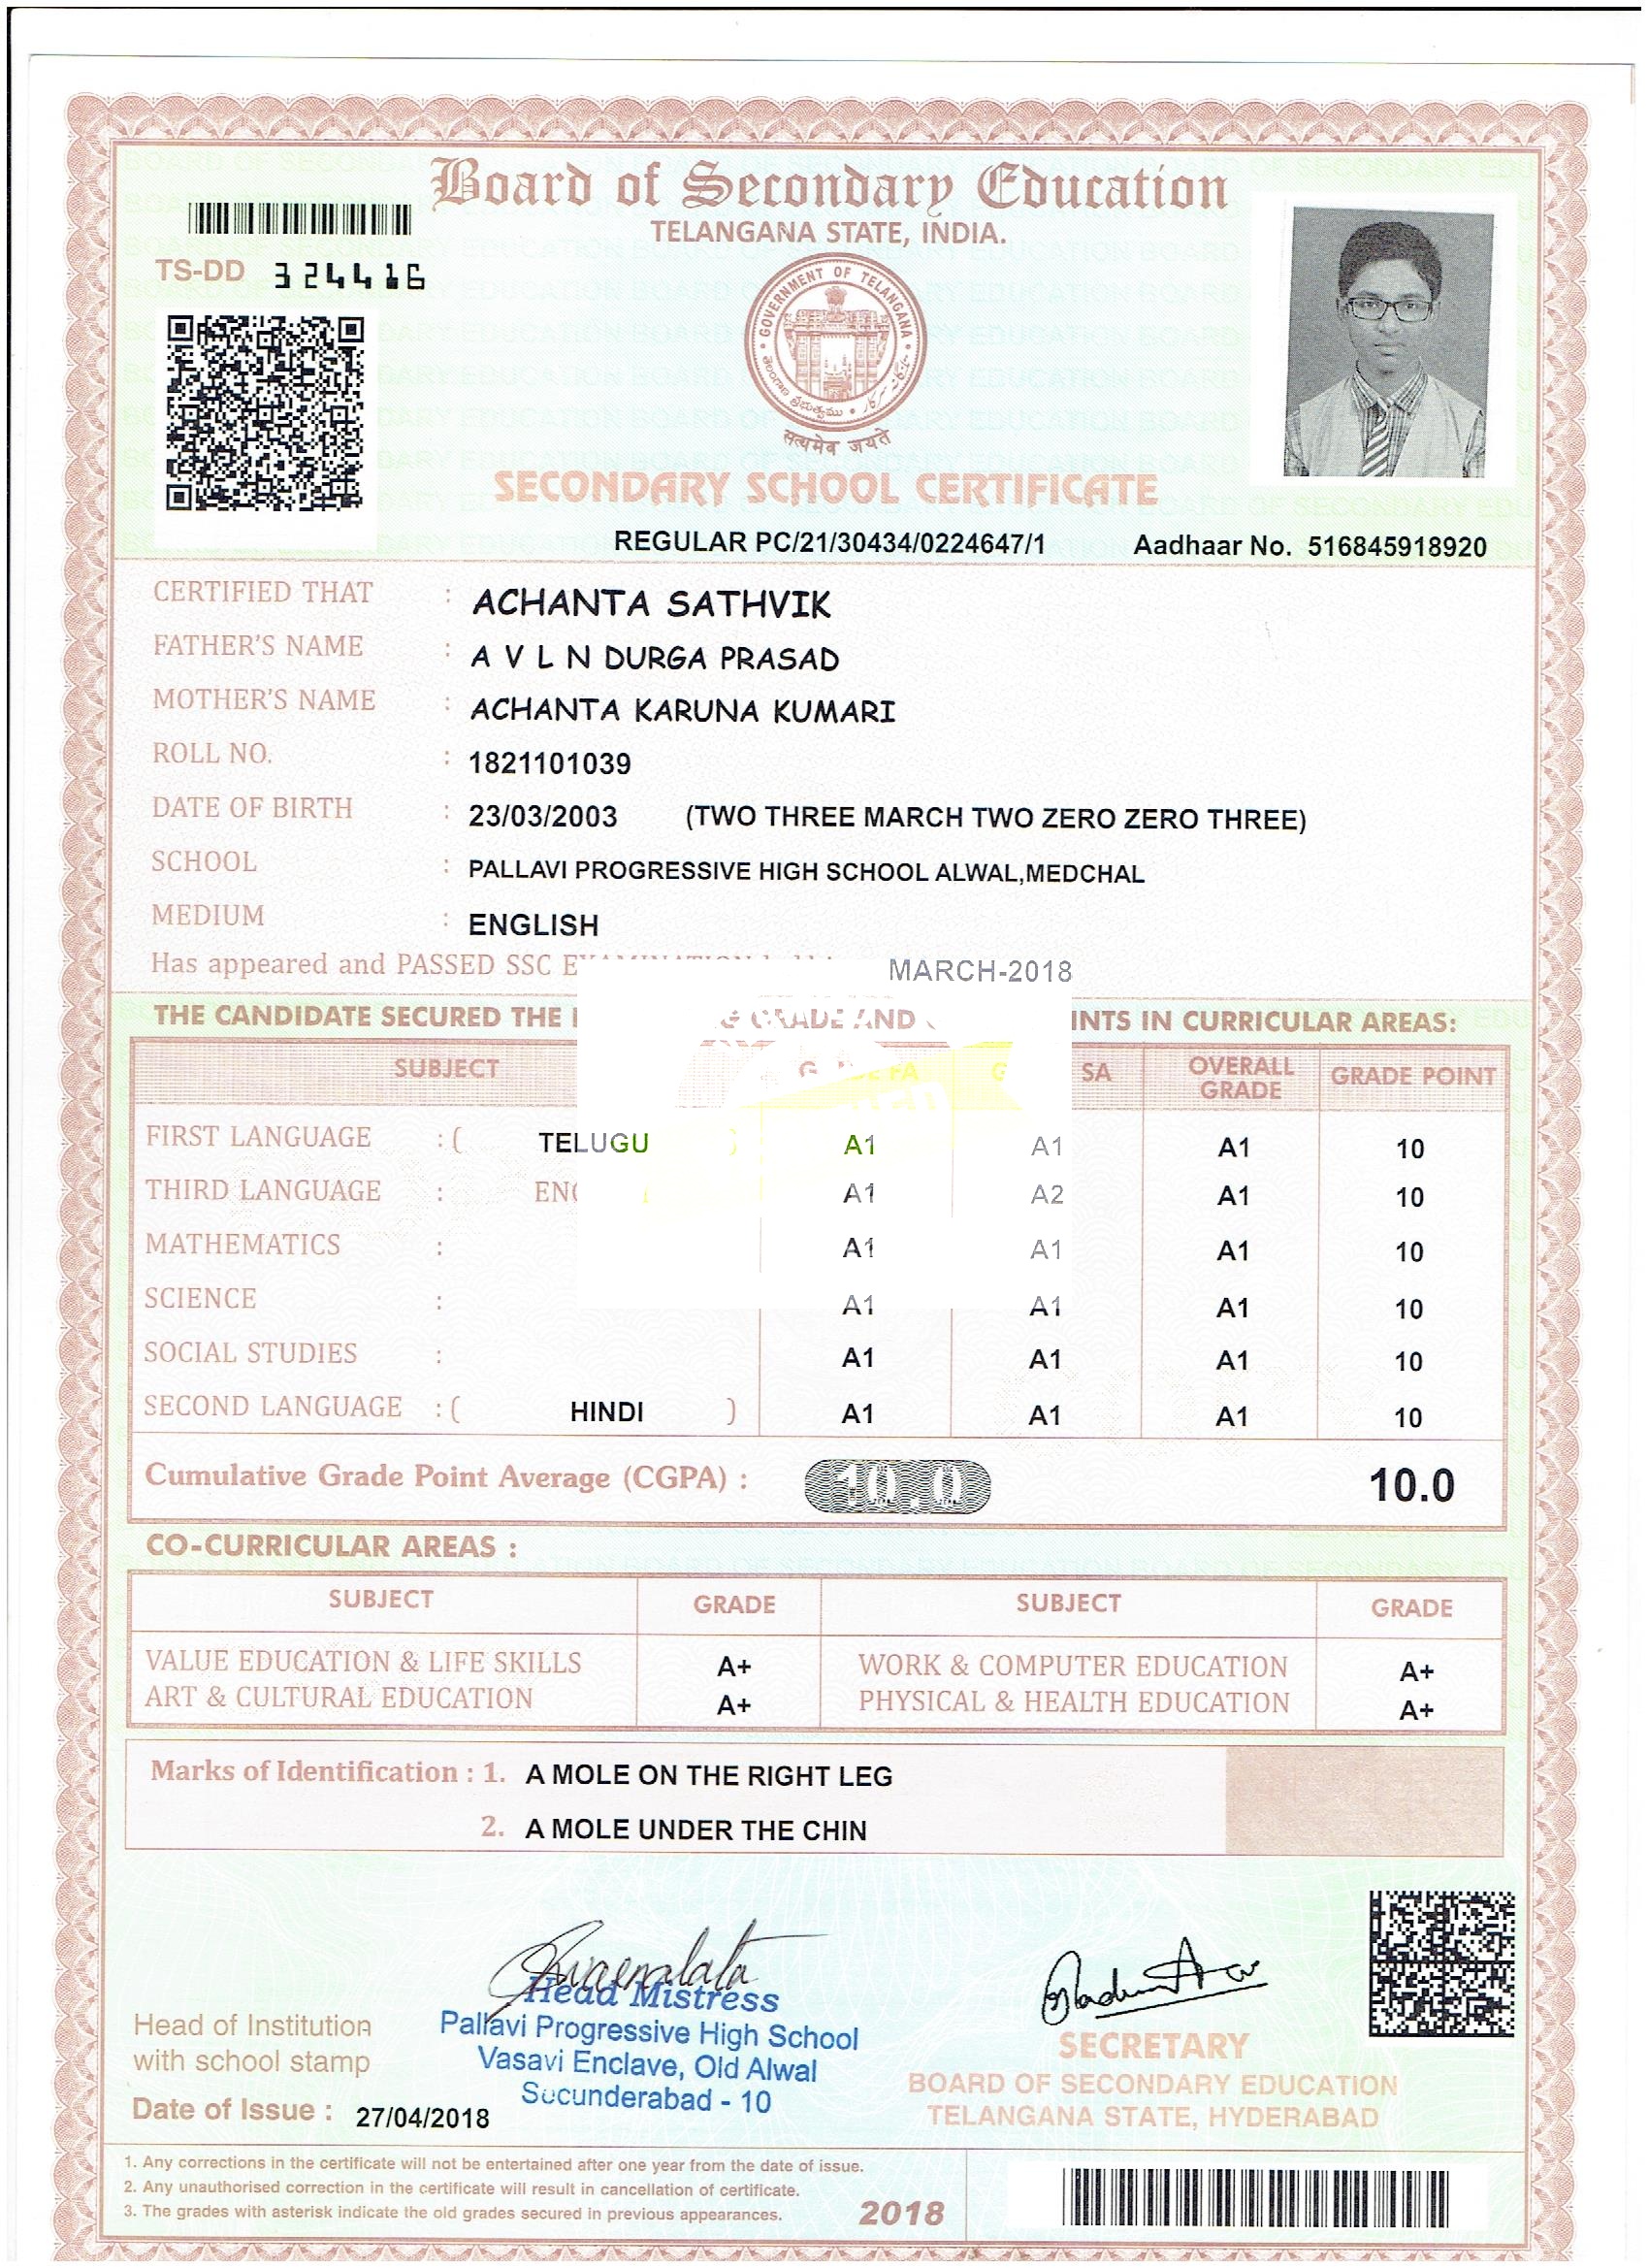 Board of Secondary Education
TELANGANA STATE, INDIA.
TS-DD 324416
GOVERNMENT OF TELANGANA
తెలంగాణ ప్రభుత్వము
सत्यमेव जयते
SECONDARY SCHOOL CERTIFICATE
REGULAR PC/21/30434/0224647/1 Aadhaar No. 516845918920
CERTIFIED THAT : ACHANTA SATHVIK
FATHER'S NAME : A V L N DURGA PRASAD
MOTHER'S NAME : ACHANTA KARUNA KUMARI
ROLL NO. : 1821101039
DATE OF BIRTH : 23/03/2003 (TWO THREE MARCH TWO ZERO ZERO THREE)
SCHOOL : PALLAVI PROGRESSIVE HIGH SCHOOL ALWAL,MEDCHAL
MEDIUM : ENGLISH
Has appeared and PASSED SSC MARCH-2018
THE CANDIDATE SECURED THE GRADE AND IN CURRICULAR AREAS:
SUBJECT SA OVERALL GRADE GRADE POINT
FIRST LANGUAGE : ( TELUGU ) A1 A1 A1 10
THIRD LANGUAGE : A1 A2 A1 10
MATHEMATICS : A1 A1 A1 10
SCIENCE : A1 A1 A1 10
SOCIAL STUDIES : A1 A1 A1 10
SECOND LANGUAGE : ( HINDI ) A1 A1 A1 10
Cumulative Grade Point Average (CGPA) : 10.0 10.0
CO-CURRICULAR AREAS :
SUBJECT GRADE SUBJECT GRADE
VALUE EDUCATION & LIFE SKILLS A+ WORK & COMPUTER EDUCATION A+
ART & CULTURAL EDUCATION A+ PHYSICAL & HEALTH EDUCATION A+
Marks of Identification : 1. A MOLE ON THE RIGHT LEG
2. A MOLE UNDER THE CHIN
Head Mistress
Pallavi Progressive High School
Vasavi Enclave, Old Alwal
Secunderabad - 10
Head of Institution
with school stamp
Date of Issue : 27/04/2018
SECRETARY
BOARD OF SECONDARY EDUCATION
TELANGANA STATE, HYDERABAD
1. Any corrections in the certificate will not be entertained after one year from the date of issue.
2. Any unauthorised correction in the certificate will result in cancellation of certificate.
3. The grades with asterisk indicate the old grades secured in previous appearances.
2018